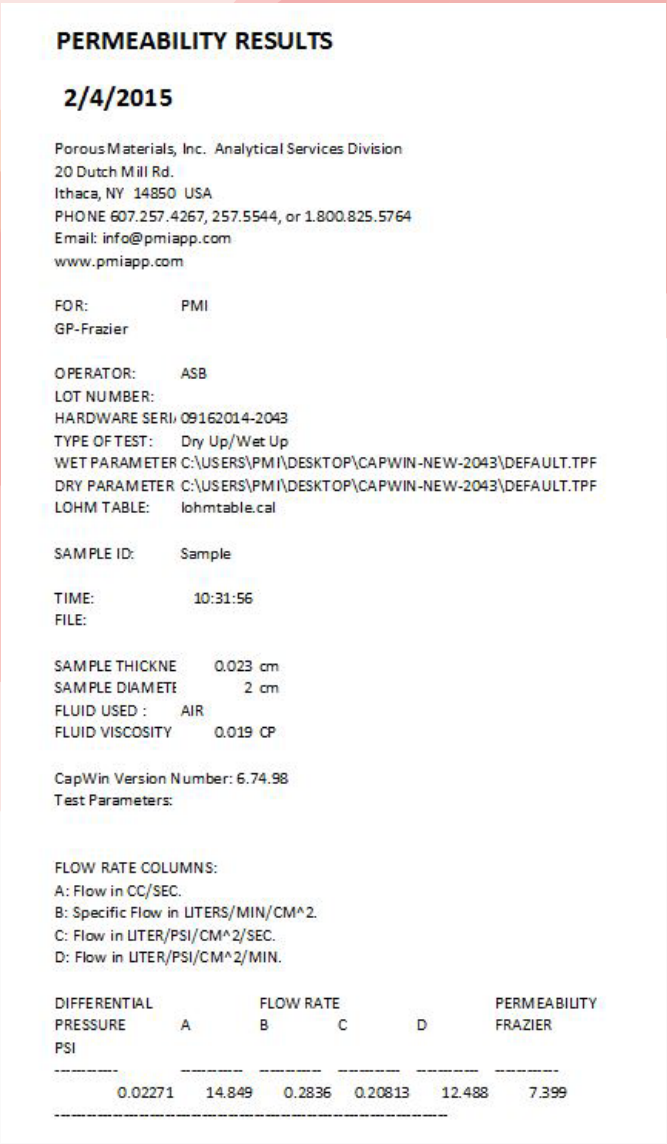 PERMEABILITY RESULTS
2/4/2015
Porous Materials, Inc. Analytical Services Division
20 Dutch Mill Rd.
Ithaca, NY 14850 USA
PHONE 607.257.4267, 257.5544, or 1.800.825.5764
Email: info@pmiapp.com
www.pmiapp.com
FOR: PMI
GP-Frazier
OPERATOR: ASB
LOT NUMBER:
HARDWARE SERI 09162014-2043
TYPE OF TEST: Dry Up/Wet Up
WET PARAMETER C:\USERS\PMI\DESKTOP\CAPWIN-NEW-2043\DEFAULT.TPF
DRY PARAMETER C:\USERS\PMI\DESKTOP\CAPWIN-NEW-2043\DEFAULT.TPF
LOHM TABLE: lohmtable.cal
SAMPLE ID: Sample
TIME: 10:31:56
FILE:
SAMPLE THICKNE 0.023 cm
SAMPLE DIAMETE 2 cm
FLUID USED : AIR
FLUID VISCOSITY 0.019 CP
CapWin Version Number: 6.74.98
Test Parameters:
FLOW RATE COLUMNS:
A: Flow in CC/SEC.
B: Specific Flow in LITERS/MIN/CM^2.
C: Flow in LITER/PSI/CM^2/SEC.
D: Flow in LITER/PSI/CM^2/MIN.
DIFFERENTIAL FLOW RATE PERMEABILITY
PRESSURE A B C D FRAZIER
PSI
0.02271 14.849 0.2836 0.20813 12.488 7.399